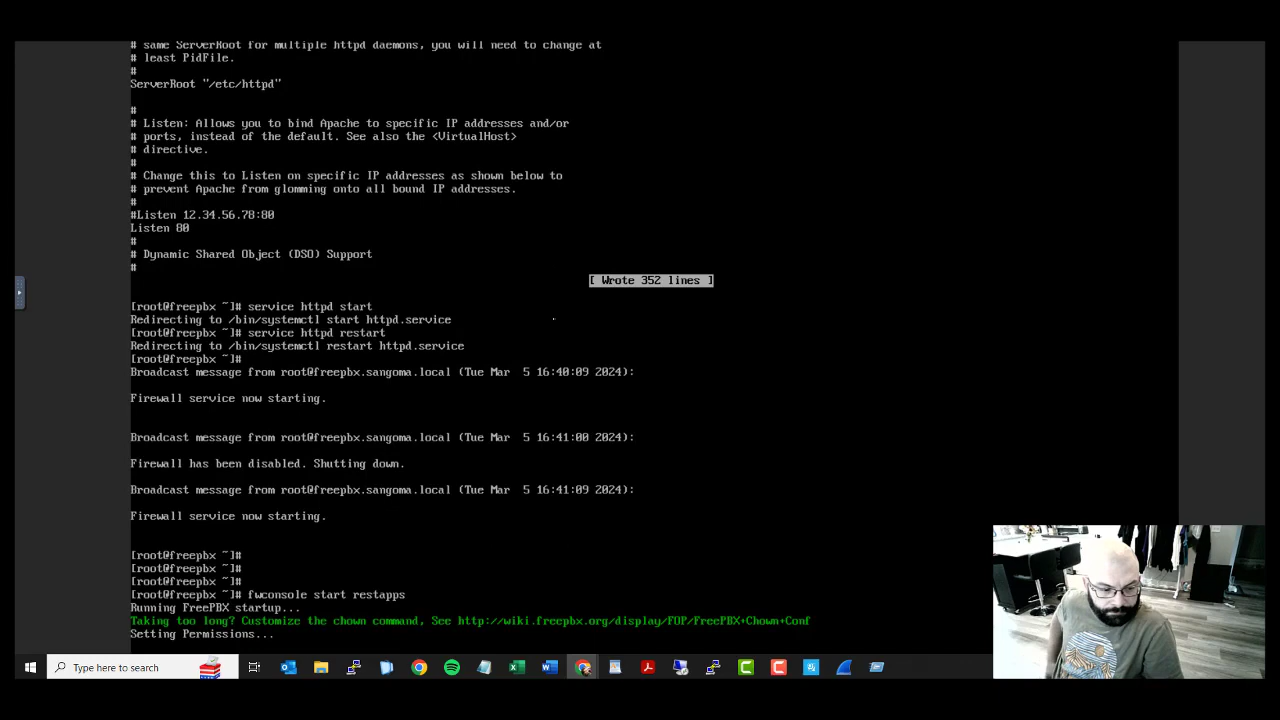 # same ServerRoot for multiple httpd daemons, you will need to change at
# least PidFile.
#
ServerRoot "/etc/httpd"
#
# Listen: Allows you to bind Apache to specific IP addresses and/or
# ports, instead of the default. See also the <VirtualHost>
# directive.
#
# Change this to Listen on specific IP addresses as shown below to
# prevent Apache from glomming onto all bound IP addresses.
#
#Listen 12.34.56.78:80
Listen 80
#
# Dynamic Shared Object (DSO) Support
#
[ Wrote 352 lines ]
[root@freepbx ~]# service httpd start
Redirecting to /bin/systemctl start httpd.service
[root@freepbx ~]# service httpd restart
Redirecting to /bin/systemctl restart httpd.service
[root@freepbx ~]#
Broadcast message from root@freepbx.sangoma.local (Tue Mar  5 16:40:09 2024):
Firewall service now starting.
Broadcast message from root@freepbx.sangoma.local (Tue Mar  5 16:41:00 2024):
Firewall has been disabled. Shutting down.
Broadcast message from root@freepbx.sangoma.local (Tue Mar  5 16:41:09 2024):
Firewall service now starting.
[root@freepbx ~]#
[root@freepbx ~]#
[root@freepbx ~]#
[root@freepbx ~]# fwconsole start restapps
Running FreePBX startup...
Taking too long? Customize the chown command, See http://wiki.freepbx.org/display/FOP/FreePBX+Chown+Conf
Setting Permissions...
Type here to search